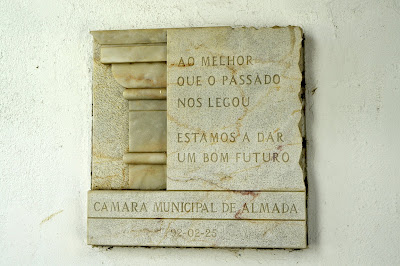 AO MELHOR
QUE O PASSADO
NOS LEGOU
ESTAMOS A DAR
UM BOM FUTURO
CAMARA MUNICIPAL DE ALMADA
92-02-25